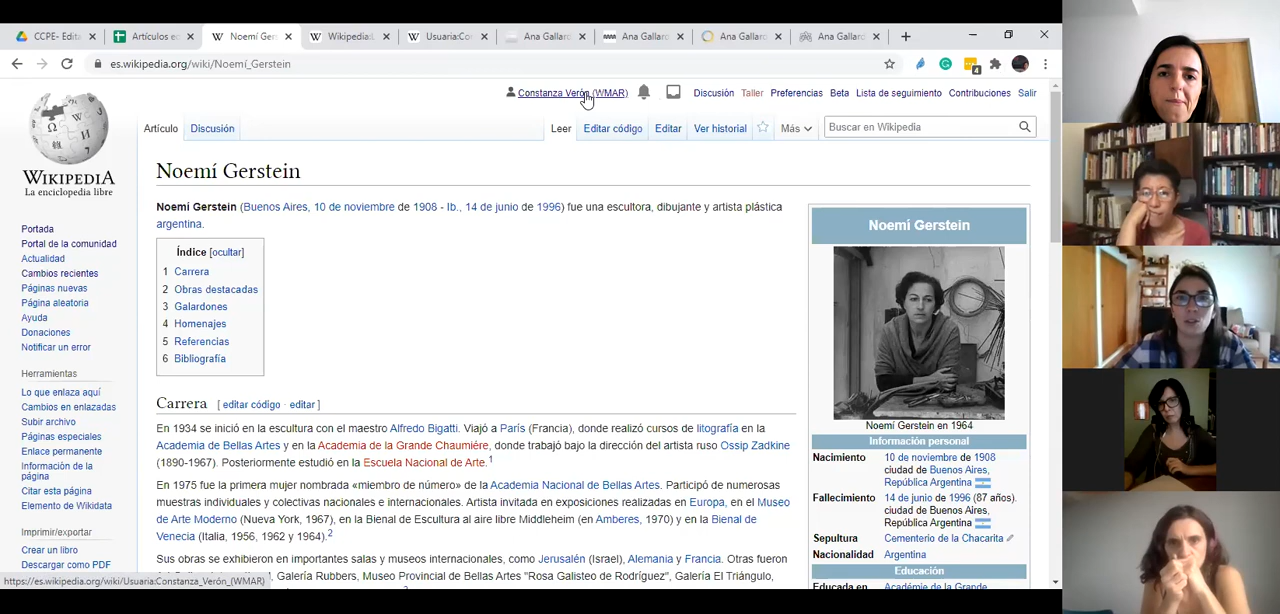 CCPE- Edita
Artículos e
Noemí Gers
Wikipedia:L
Usuaria:Con
Ana Gallaro
Ana Gallaro
Ana Gallaro
Ana Gallaro
es.wikipedia.org/wiki/Noemí_Gerstein
4
Constanza Verón (WMAR)
Discusión Taller Preferencias Beta Lista de seguimiento Contribuciones Salir
Artículo Discusión
Leer Editar código Editar Ver historial Más
Buscar en Wikipedia
WIKIPEDIA
La enciclopedia libre
Portada
Portal de la comunidad
Actualidad
Cambios recientes
Páginas nuevas
Página aleatoria
Ayuda
Donaciones
Notificar un error
Herramientas
Lo que enlaza aquí
Cambios en enlazadas
Subir archivo
Páginas especiales
Enlace permanente
Información de la
página
Citar esta página
Elemento de Wikidata
Imprimir/exportar
Crear un libro
Descargar como PDF
https://es.wikipedia.org/wiki/Usuaria:Constanza_Verón_(WMAR)
Noemí Gerstein
Noemí Gerstein (Buenos Aires, 10 de noviembre de 1908 - Ib., 14 de junio de 1996) fue una escultora, dibujante y artista plástica
argentina.
Índice [ocultar]
1 Carrera
2 Obras destacadas
3 Galardones
4 Homenajes
5 Referencias
6 Bibliografía
Carrera [ editar código · editar ]
En 1934 se inició en la escultura con el maestro Alfredo Bigatti. Viajó a París (Francia), donde realizó cursos de litografía en la
Academia de Bellas Artes y en la Academia de la Grande Chaumière, donde trabajó bajo la dirección del artista ruso Ossip Zadkine
(1890-1967). Posteriormente estudió en la Escuela Nacional de Arte.1
En 1975 fue la primera mujer nombrada «miembro de número» de la Academia Nacional de Bellas Artes. Participó de numerosas
muestras individuales y colectivas nacionales e internacionales. Artista invitada en exposiciones realizadas en Europa, en el Museo
de Arte Moderno (Nueva York, 1967), en la Bienal de Escultura al aire libre Middleheim (en Amberes, 1970) y en la Bienal de
Venecia (Italia, 1956, 1962 y 1964).2
Sus obras se exhibieron en importantes salas y museos internacionales, como Jerusalén (Israel), Alemania y Francia. Otras fueron
Galería Rubbers, Museo Provincial de Bellas Artes "Rosa Galisteo de Rodríguez", Galería El Triángulo,
Noemí Gerstein
Noemí Gerstein en 1964
Información personal
Nacimiento 10 de noviembre de 1908
ciudad de Buenos Aires,
República Argentina
Fallecimiento 14 de junio de 1996 (87 años).
ciudad de Buenos Aires,
República Argentina
Sepultura Cementerio de la Chacarita
Nacionalidad Argentina
Educación
Educada en Académie de la Grande